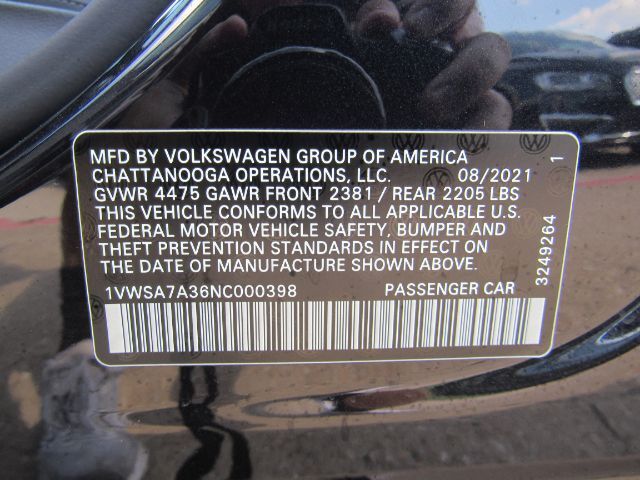 MFD BY VOLKSWAGEN GROUP OF AMERICA
CHATTANOOGA OPERATIONS, LLC. 08/2021
GVWR 4475 GAWR FRONT 2381 / REAR 2205 LBS
THIS VEHICLE CONFORMS TO ALL APPLICABLE U.S.
FEDERAL MOTOR VEHICLE SAFETY, BUMPER AND
THEFT PREVENTION STANDARDS IN EFFECT ON
THE DATE OF MANUFACTURE SHOWN ABOVE.
1VWSA7A36NC000398 PASSENGER CAR
3249264 1